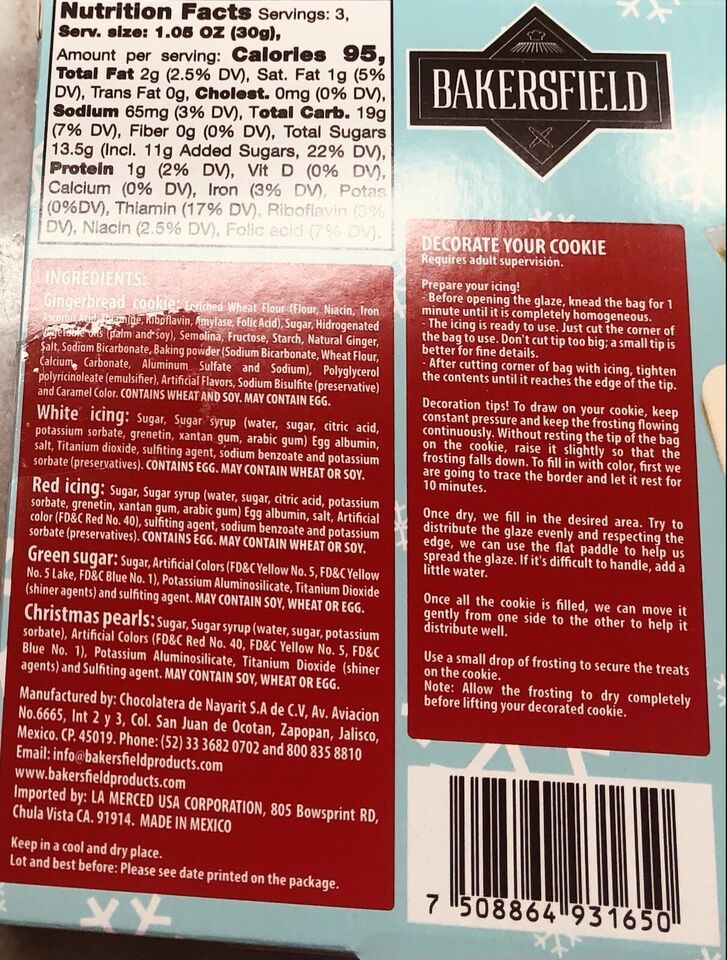 Nutrition Facts Servings: 3,
Serv. size: 1.05 OZ (30g),
Amount per serving: Calories 95,
Total Fat 2g (2.5% DV), Sat. Fat 1g (5%
DV), Trans Fat 0g, Cholest. 0mg (0% DV),
Sodium 65mg (3% DV), Total Carb. 19g
(7% DV), Fiber 0g (0% DV), Total Sugars
13.5g (Incl. 11g Added Sugars, 22% DV),
Protein 1g (2% DV), Vit D (0% DV),
Calcium (0% DV), Iron (3% DV), Potas
(0%DV), Thiamin (17% DV), Riboflavin (3%
DV), Niacin (2.5% DV), Folic acid (7% DV).
INGREDIENTS:
Gingerbread cookie: Enriched Wheat Flour (Flour, Niacin, Iron
Ascorbic Acid, Thiamine, Riboflavin, Amylase, Folic Acid), Sugar, Hidrogenated
vegetable oils (palm and soy), Semolina, Fructose, Starch, Natural Ginger,
Salt, Sodium Bicarbonate, Baking powder (Sodium Bicarbonate, Wheat Flour,
Calcium, Carbonate, Aluminum Sulfate and Sodium), Polyglycerol
polyricinoleate (emulsifier), Artificial Flavors, Sodium Bisulfite (preservative)
and Caramel Color. CONTAINS WHEAT AND SOY. MAY CONTAIN EGG.
White icing: Sugar, Sugar syrup (water, sugar, citric acid,
potassium sorbate, grenetin, xantan gum, arabic gum) Egg albumin,
salt, Titanium dioxide, sulfiting agent, sodium benzoate and potassium
sorbate (preservatives). CONTAINS EGG. MAY CONTAIN WHEAT OR SOY.
Red icing: Sugar, Sugar syrup (water, sugar, citric acid, potassium
sorbate, grenetin, xantan gum, arabic gum) Egg albumin, salt, Artificial
color (FD&C Red No. 40), sulfiting agent, sodium benzoate and potassium
sorbate (preservatives). CONTAINS EGG. MAY CONTAIN WHEAT OR SOY.
Green sugar: Sugar, Artificial Colors (FD&C Yellow No. 5, FD&C Yellow
No. 5 Lake, FD&C Blue No. 1), Potassium Aluminosilicate, Titanium Dioxide
(shiner agents) and sulfiting agent. MAY CONTAIN SOY, WHEAT OR EGG.
Christmas pearls: Sugar, Sugar syrup (water, sugar, potassium
sorbate), Artificial Colors (FD&C Red No. 40, FD&C Yellow No. 5, FD&C
Blue No. 1), Potassium Aluminosilicate, Titanium Dioxide (shiner
agents) and Sulfiting agent. MAY CONTAIN SOY, WHEAT OR EGG.
Manufactured by: Chocolatera de Nayarit S.A de C.V, Av. Aviacion
No.6665, Int 2 y 3, Col. San Juan de Ocotan, Zapopan, Jalisco,
Mexico. CP. 45019. Phone: (52) 33 3682 0702 and 800 835 8810
Email: info@bakersfieldproducts.com
www.bakersfieldproducts.com
Imported by: LA MERCED USA CORPORATION, 805 Bowsprint RD,
Chula Vista CA. 91914. MADE IN MEXICO
Keep in a cool and dry place.
Lot and best before: Please see date printed on the package.
BAKERSFIELD
DECORATE YOUR COOKIE
Requires adult supervisión.
Prepare your icing!
- Before opening the glaze, knead the bag for 1
minute until it is completely homogeneous.
- The icing is ready to use. Just cut the corner of
the bag to use. Don't cut tip too big; a small tip is
better for fine details.
- After cutting corner of bag with icing, tighten
the contents until it reaches the edge of the tip.
Decoration tips! To draw on your cookie, keep
constant pressure and keep the frosting flowing
continuously. Without resting the tip of the bag
on the cookie, raise it slightly so that the
frosting falls down. To fill in with color, first we
are going to trace the border and let it rest for
10 minutes.
Once dry, we fill in the desired area. Try to
distribute the glaze evenly and respecting the
edge, we can use the flat paddle to help us
spread the glaze. If it's difficult to handle, add a
little water.
Once all the cookie is filled, we can move it
gently from one side to the other to help it
distribute well.
Use a small drop of frosting to secure the treats
on the cookie.
Note: Allow the frosting to dry completely
before lifting your decorated cookie.
7 508864 931650